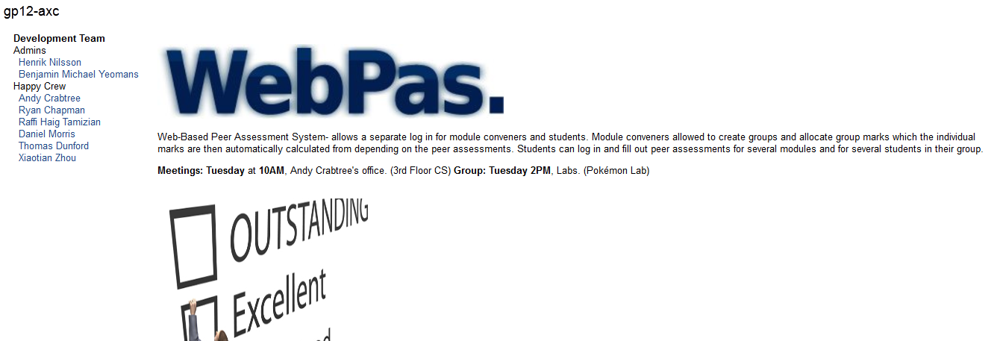 gp12-axc
Development Team
Admins
Henrik Nilsson
Benjamin Michael Yeomans
Happy Crew
Andy Crabtree
Ryan Chapman
Raffi Haig Tamizian
Daniel Morris
Thomas Dunford
Xiaotian Zhou
WebPas.
Web-Based Peer Assessment System- allows a separate log in for module conveners and students. Module conveners allowed to create groups and allocate group marks which the individual
marks are then automatically calculated from depending on the peer assessments. Students can log in and fill out peer assessments for several modules and for several students in their group.
Meetings: Tuesday at 10AM, Andy Crabtree's office. (3rd Floor CS) Group: Tuesday 2PM, Labs. (Pokémon Lab)
OUTSTANDING
Excellent